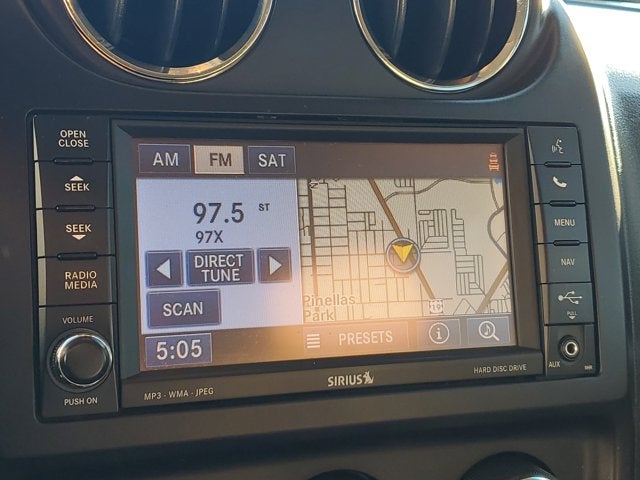 OPEN
CLOSE
SEEK
SEEK
RADIO
MEDIA
VOLUME
PUSH ON
AM FM SAT
97.5 ST
97X
DIRECT
TUNE
SCAN
5:05
Pinellas
Park
PRESETS
MENU
NAV
PULL
AUX
MP3 - WMA - JPEG
SIRIUS
HARD DISC DRIVE